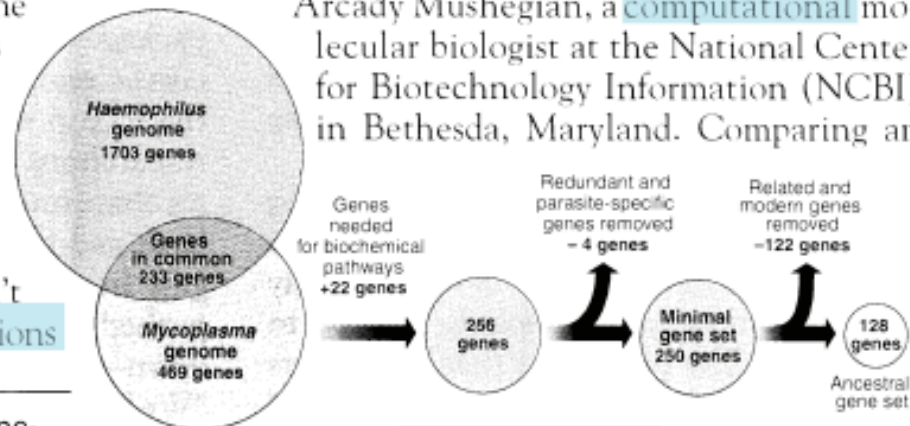 ne
Arcady Mushegian, a computational mo
lecular biologist at the National Cente
for Biotechnology Information (NCBI
in Bethesda, Maryland. Comparing an
't
ions
Haemophilus
genome
1703 genes
Genes
in common
233 genes
Mycoplasma
genome
469 genes
Genes
needed
for biochemical
pathways
+22 genes
256
genes
Redundant and
parasite-specific
genes removed
– 4 genes
Minimal
gene set
250 genes
Related and
modern genes
removed
–122 genes
128
genes
Ancestral
gene set